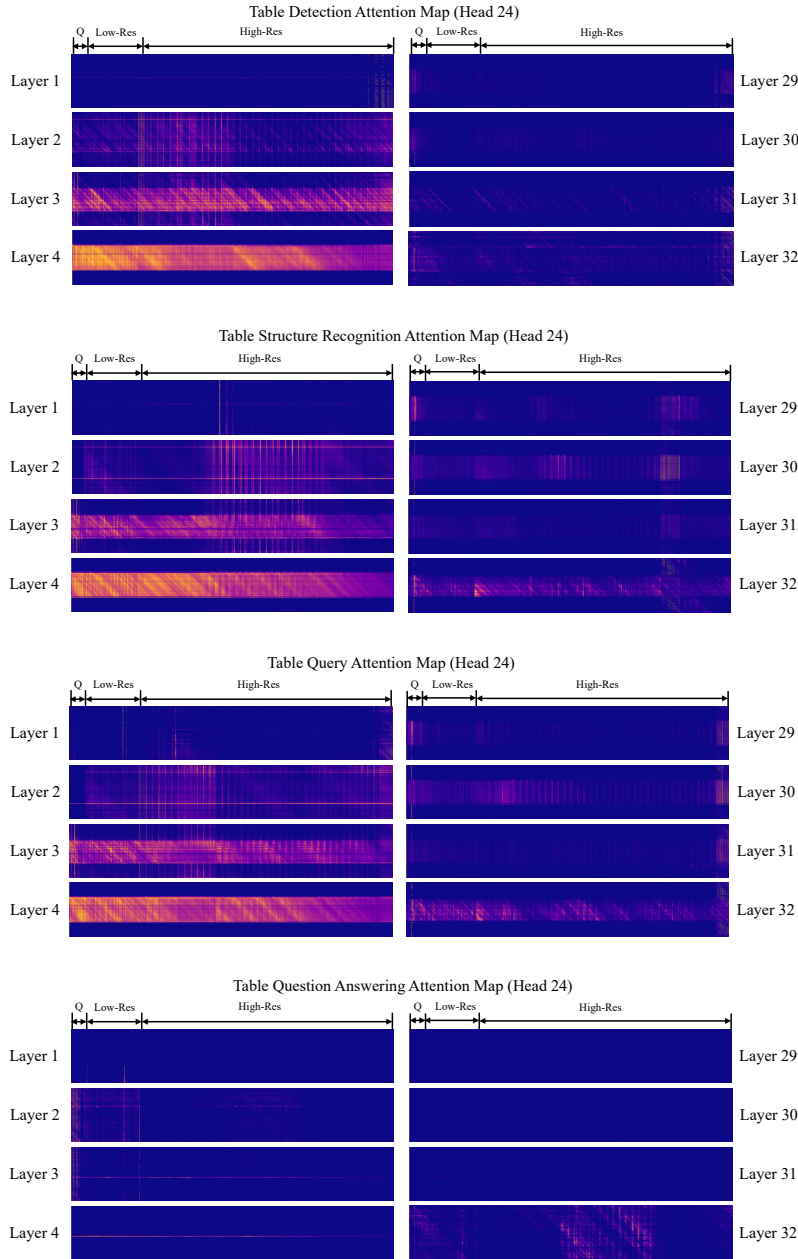 Table Detection Attention Map (Head 24)
Q Low-Res High-Res Q Low-Res High-Res
Layer 1 Layer 29
Layer 2 Layer 30
Layer 3 Layer 31
Layer 4 Layer 32
Table Structure Recognition Attention Map (Head 24)
Q Low-Res High-Res Q Low-Res High-Res
Layer 1 Layer 29
Layer 2 Layer 30
Layer 3 Layer 31
Layer 4 Layer 32
Table Query Attention Map (Head 24)
Q Low-Res High-Res Q Low-Res High-Res
Layer 1 Layer 29
Layer 2 Layer 30
Layer 3 Layer 31
Layer 4 Layer 32
Table Question Answering Attention Map (Head 24)
Q Low-Res High-Res Q Low-Res High-Res
Layer 1 Layer 29
Layer 2 Layer 30
Layer 3 Layer 31
Layer 4 Layer 32